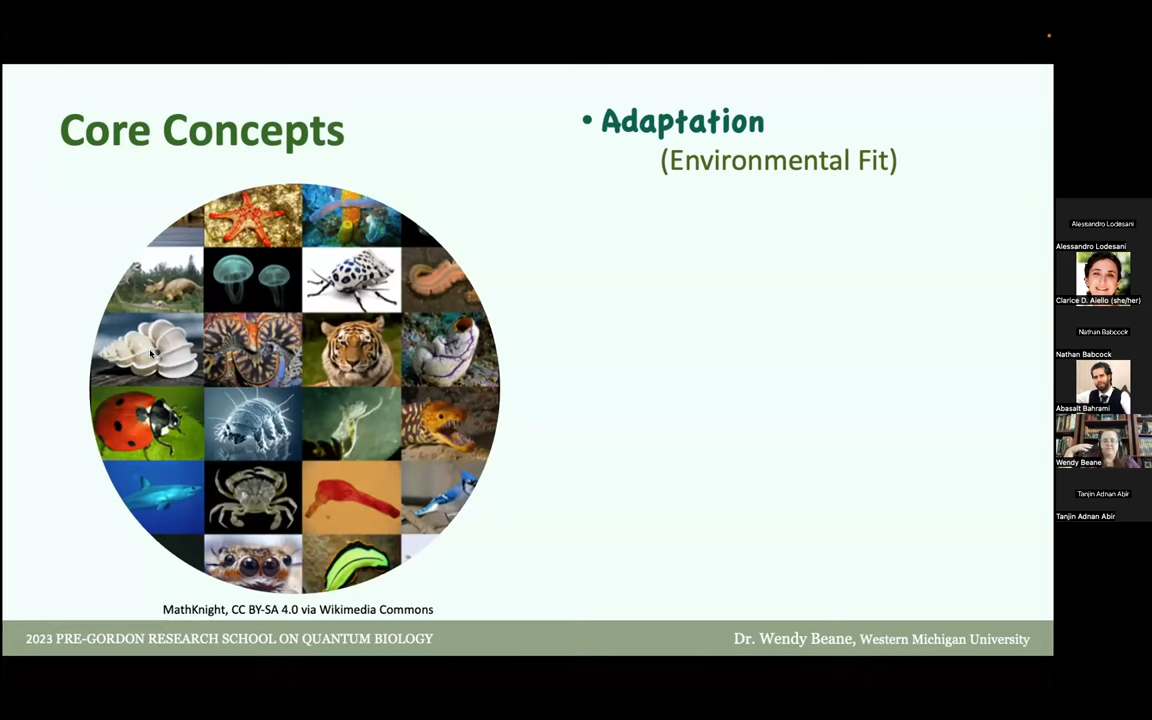 Core Concepts
• Adaptation
(Environmental Fit)
MathKnight, CC BY-SA 4.0 via Wikimedia Commons
2023 PRE-GORDON RESEARCH SCHOOL ON QUANTUM BIOLOGY
Dr. Wendy Beane, Western Michigan University
Alessandro Lodesani
Alessandro Lodesani
Clarice D. Aiello (she/her)
Nathan Babcock
Nathan Babcock
Abasalt Bahrami
Wendy Beane
Tanjin Adnan Abir
Tanjin Adnan Abir